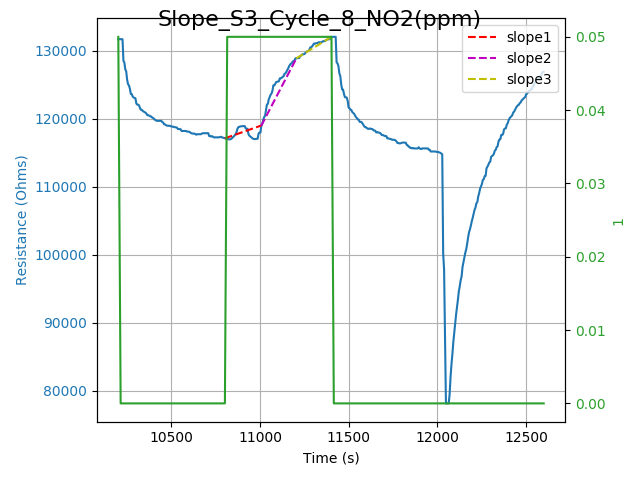 Slope_S3_Cycle_8_NO2(ppm)
slope1
slope2
slope3
130000
120000
110000
100000
90000
80000
Resistance (Ohms)
0.05
0.04
0.03
0.02
0.01
0.00
1
10500 11000 11500 12000 12500
Time (s)